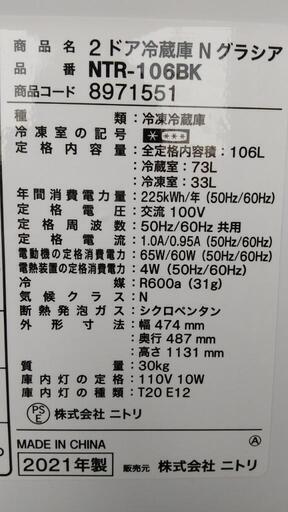 商品名 2ドア冷蔵庫Nグラシア
品番 NTR-106BK
商品コード 8971551
種類:冷凍冷蔵庫
冷凍室の記号:
定格内容量:全定格内容積:106L
:冷蔵室:73L
:冷凍室:33L
年間消費電力量:225kWh/年 (50Hz/60Hz)
定格電圧:交流 100V
定格周波数:50Hz/60Hz 共用
定格電流:1.0A/0.95A (50Hz/60Hz)
電動機の定格消費電力:65W/60W (50Hz/60Hz)
電熱装置の定格消費電力:4W (50Hz/60Hz)
冷媒:R600a (31g)
気候クラス:N
断熱発泡ガス:シクロペンタン
外形寸法:幅 474 mm
:奥行 487 mm
:高さ 1131 mm
質量:30kg
庫内灯の定格:110V 10W
庫内灯の種類:T20 E12
PSE 株式会社 ニトリ
MADE IN CHINA Ⓐ
2021年製 販売元 株式会社 ニトリ